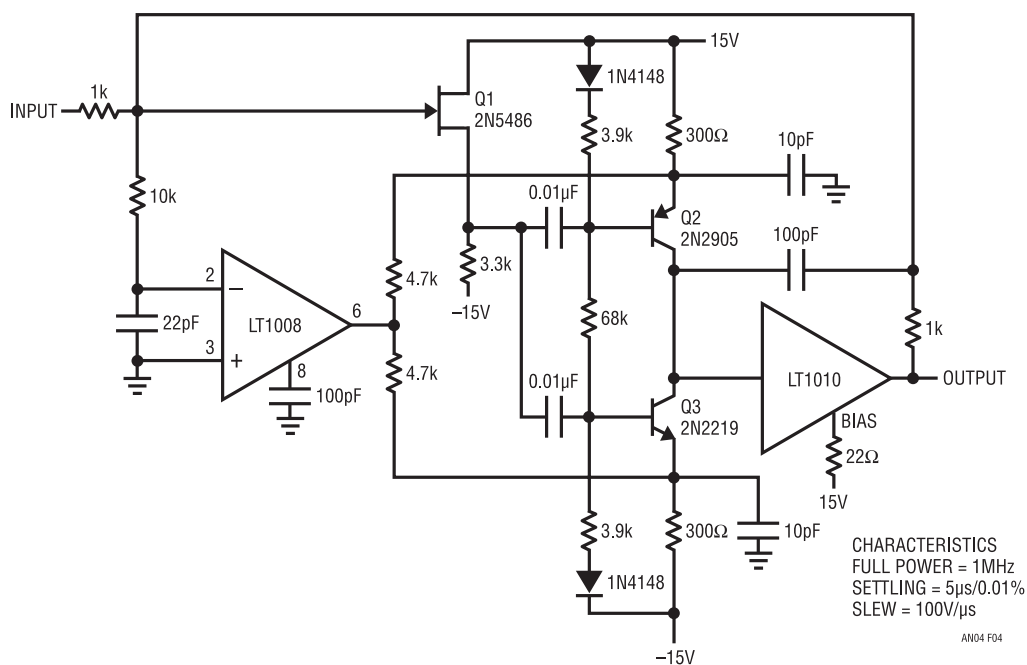 15V
1k
INPUT
Q1
2N5486
1N4148
3.9k
300Ω
10pF
10k
0.01µF
Q2
2N2905
100pF
3.3k
–15V
4.7k
2
6
LT1008
22pF
3
8
4.7k
100pF
68k
1k
0.01µF
LT1010
OUTPUT
Q3
2N2219
BIAS
22Ω
15V
3.9k
300Ω
10pF
1N4148
–15V
CHARACTERISTICS
FULL POWER = 1MHz
SETTLING = 5µs/0.01%
SLEW = 100V/µs
AN04 F04